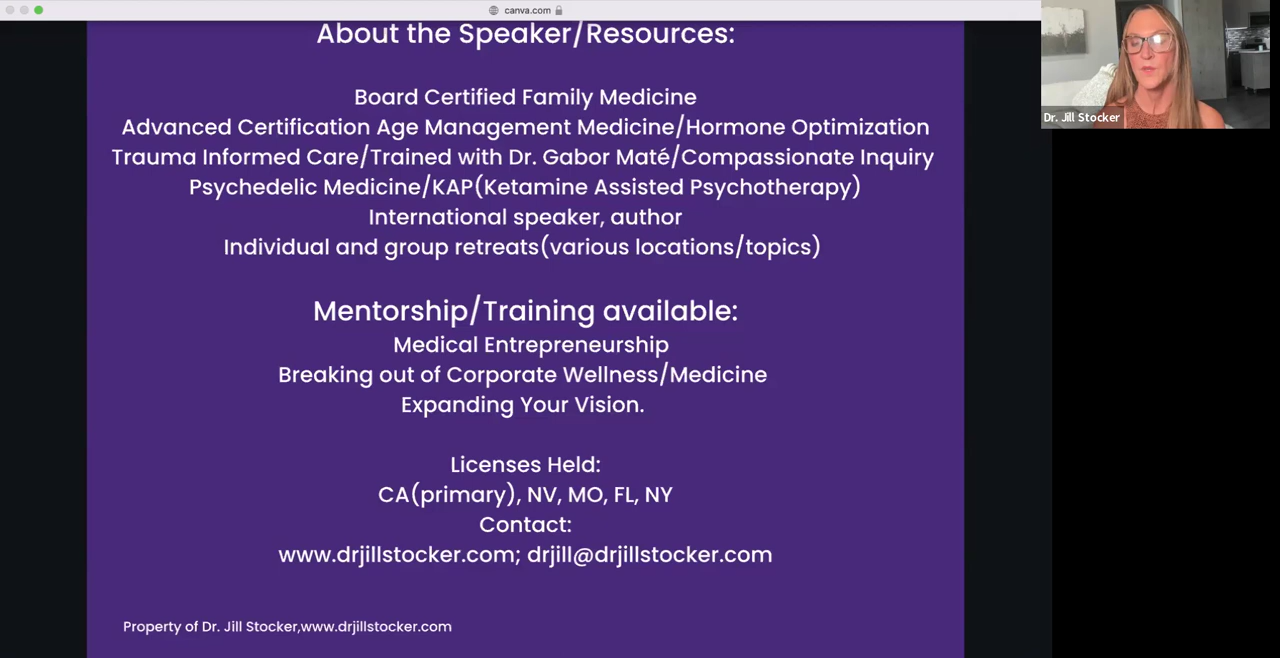 canva.com
About the Speaker/Resources:
Board Certified Family Medicine
Advanced Certification Age Management Medicine/Hormone Optimization
Trauma Informed Care/Trained with Dr. Gabor Maté/Compassionate Inquiry
Psychedelic Medicine/KAP(Ketamine Assisted Psychotherapy)
International speaker, author
Individual and group retreats(various locations/topics)
Mentorship/Training available:
Medical Entrepreneurship
Breaking out of Corporate Wellness/Medicine
Expanding Your Vision.
Licenses Held:
CA(primary), NV, MO, FL, NY
Contact:
www.drjillstocker.com; drjill@drjillstocker.com
Property of Dr. Jill Stocker,www.drjillstocker.com
Dr. Jill Stocker